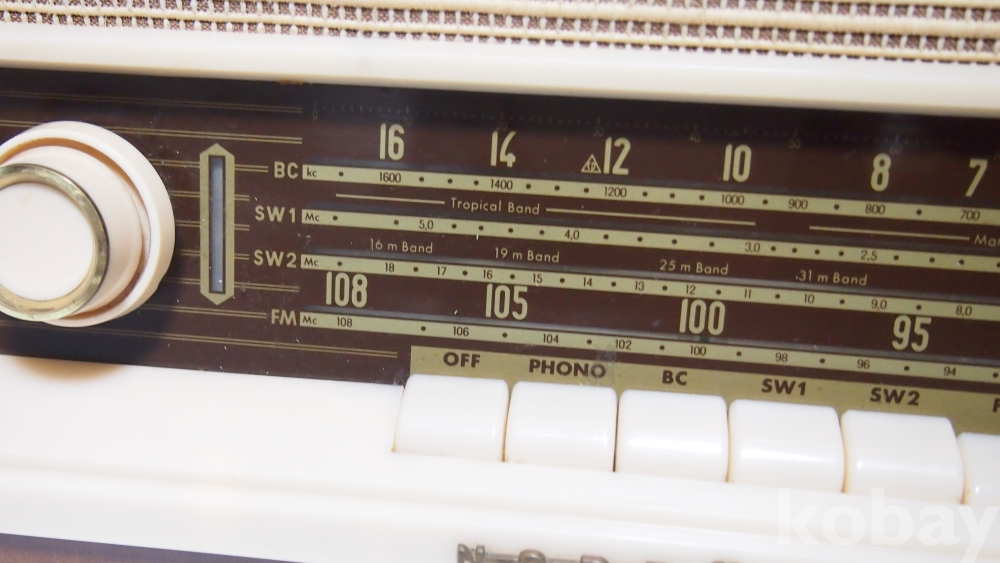 16 14 12 10 8 7
BC kc 1600 1400 1200 1000 900 800 700
Tropical Band
SW1 Mc 5,0 4,0 3,0 2,5
16 m Band 19 m Band 25 m Band 31 m Band
SW2 Mc 18 17 16 15 14 13 12 11 10 9,0 8,0
108 105 100 95
FM Mc 108 106 104 102 100 98 96 94
OFF PHONO BC SW1 SW2
kobay